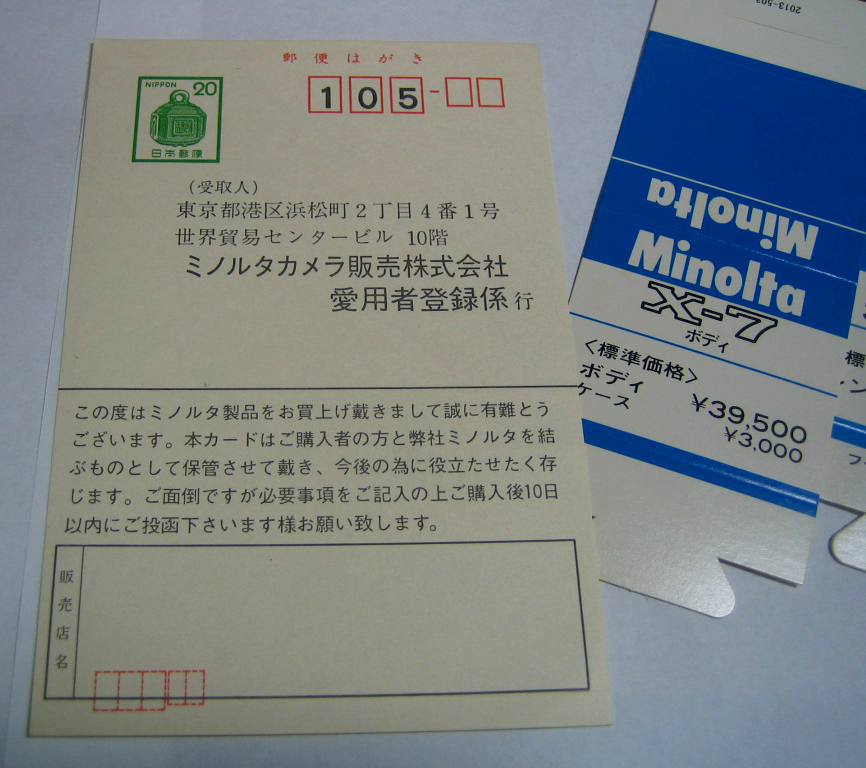 郵便はがき
NIPPON 20
日本郵便
105-
（受取人）
東京都港区浜松町２丁目４番１号
世界貿易センタービル 10階
ミノルタカメラ販売株式会社
愛用者登録係 行
この度はミノルタ製品をお買上げ戴きまして誠に有難とう
ございます。本カードはご購入者の方と弊社ミノルタを結
ぶものとして保管させて戴き、今後の為に役立たせたく存
じます。ご面倒ですが必要事項をご記入の上ご購入後10日
以内にご投函下さいます様お願い致します。
販売店名
Minolta
Minolta
X-7
ボディ
〈標準価格〉
ボディ ¥39,500
ケース ¥3,000
標